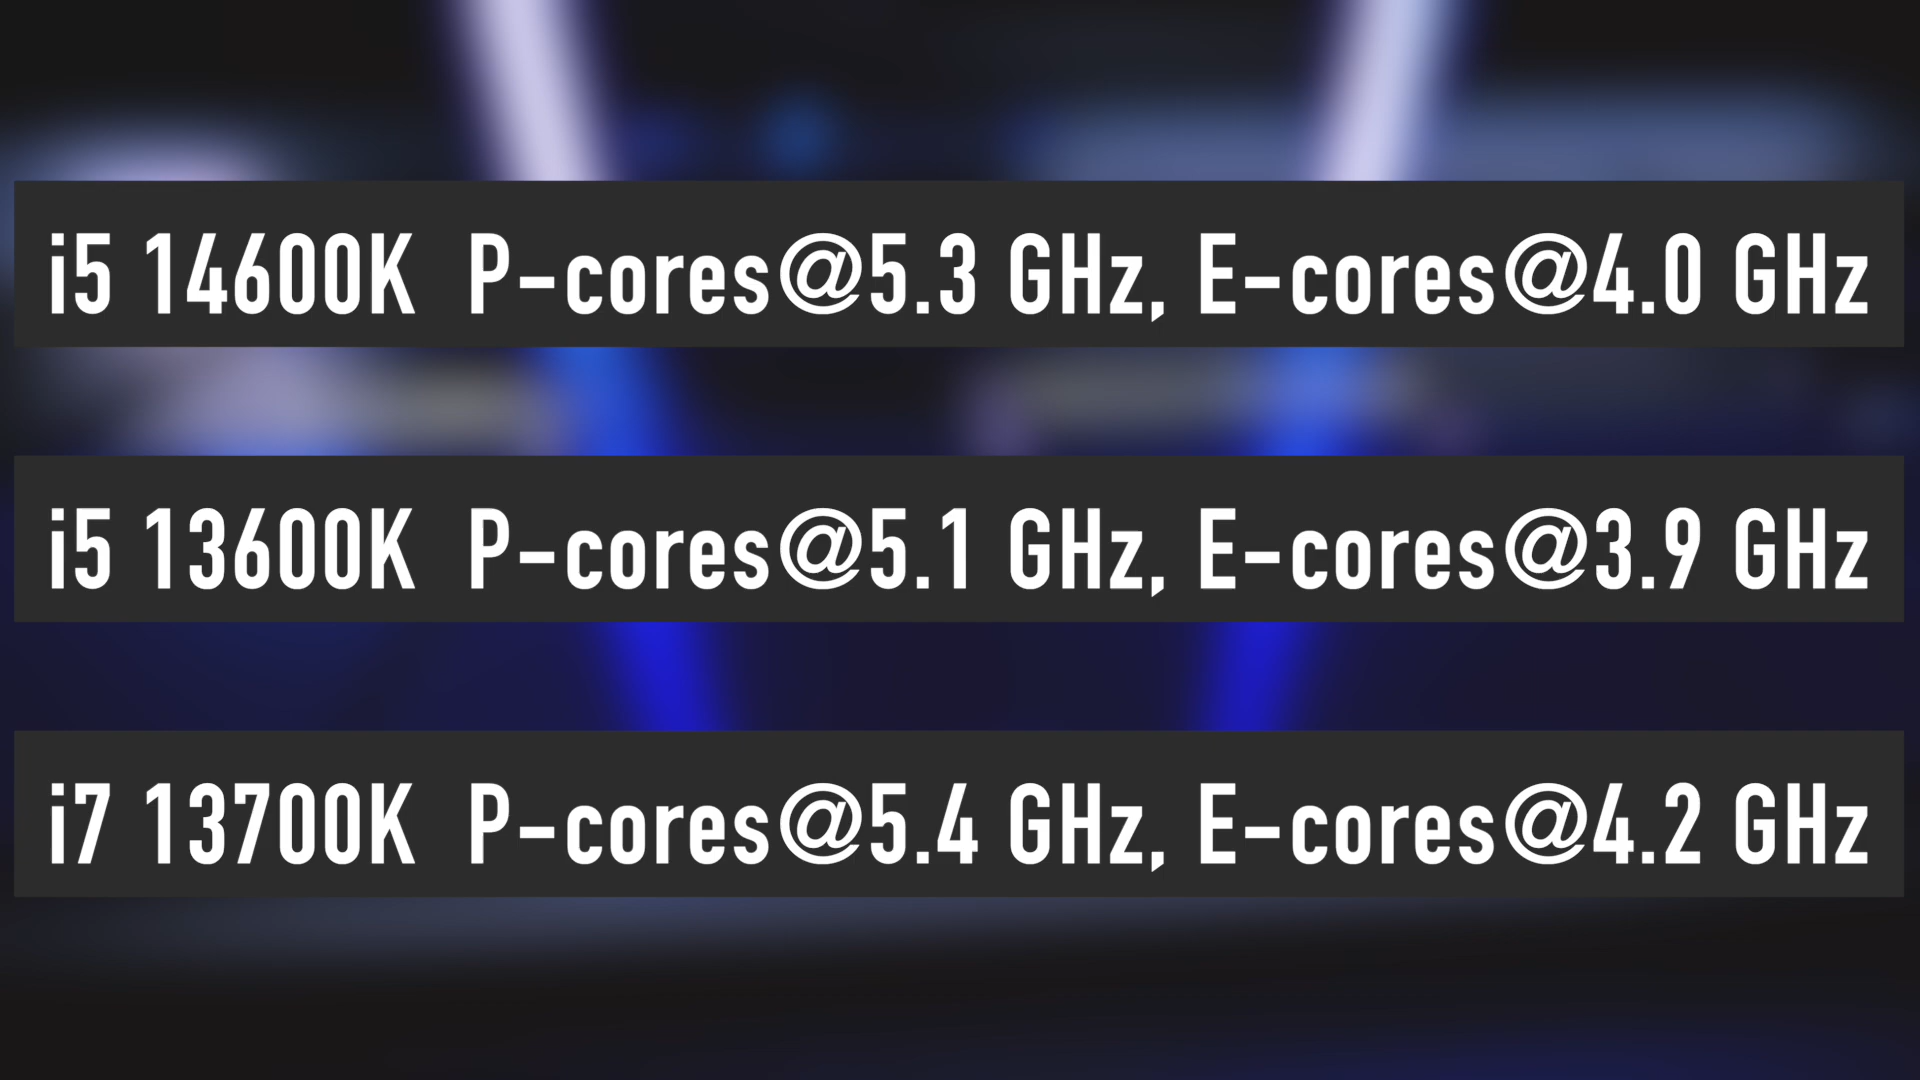 i5 14600K P-cores@5.3 GHz, E-cores@4.0 GHz
i5 13600K P-cores@5.1 GHz, E-cores@3.9 GHz
i7 13700K P-cores@5.4 GHz, E-cores@4.2 GHz